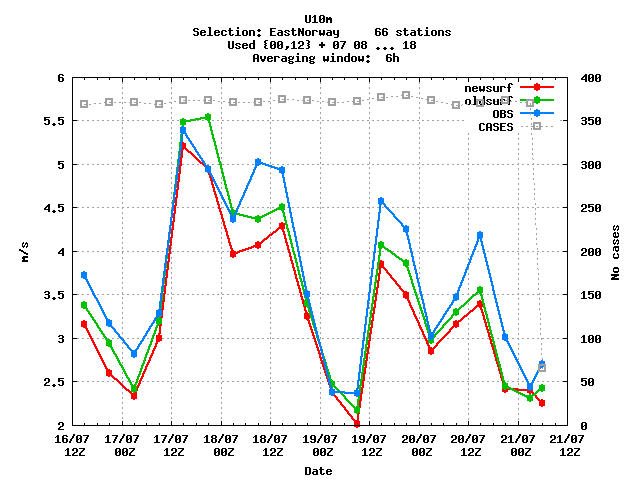 U10m
Selection: EastNorway     66 stations
Used {00,12} + 07 08 ... 18
Averaging window:  6h
newsurf
oldsurf
OBS
CASES
6
5.5
5
4.5
4
3.5
3
2.5
2
m/s
400
350
300
250
200
150
100
50
0
No cases
16/07 17/07 17/07 18/07 18/07 19/07 19/07 20/07 20/07 21/07 21/07
12Z 00Z 12Z 00Z 12Z 00Z 12Z 00Z 12Z 00Z 12Z
Date